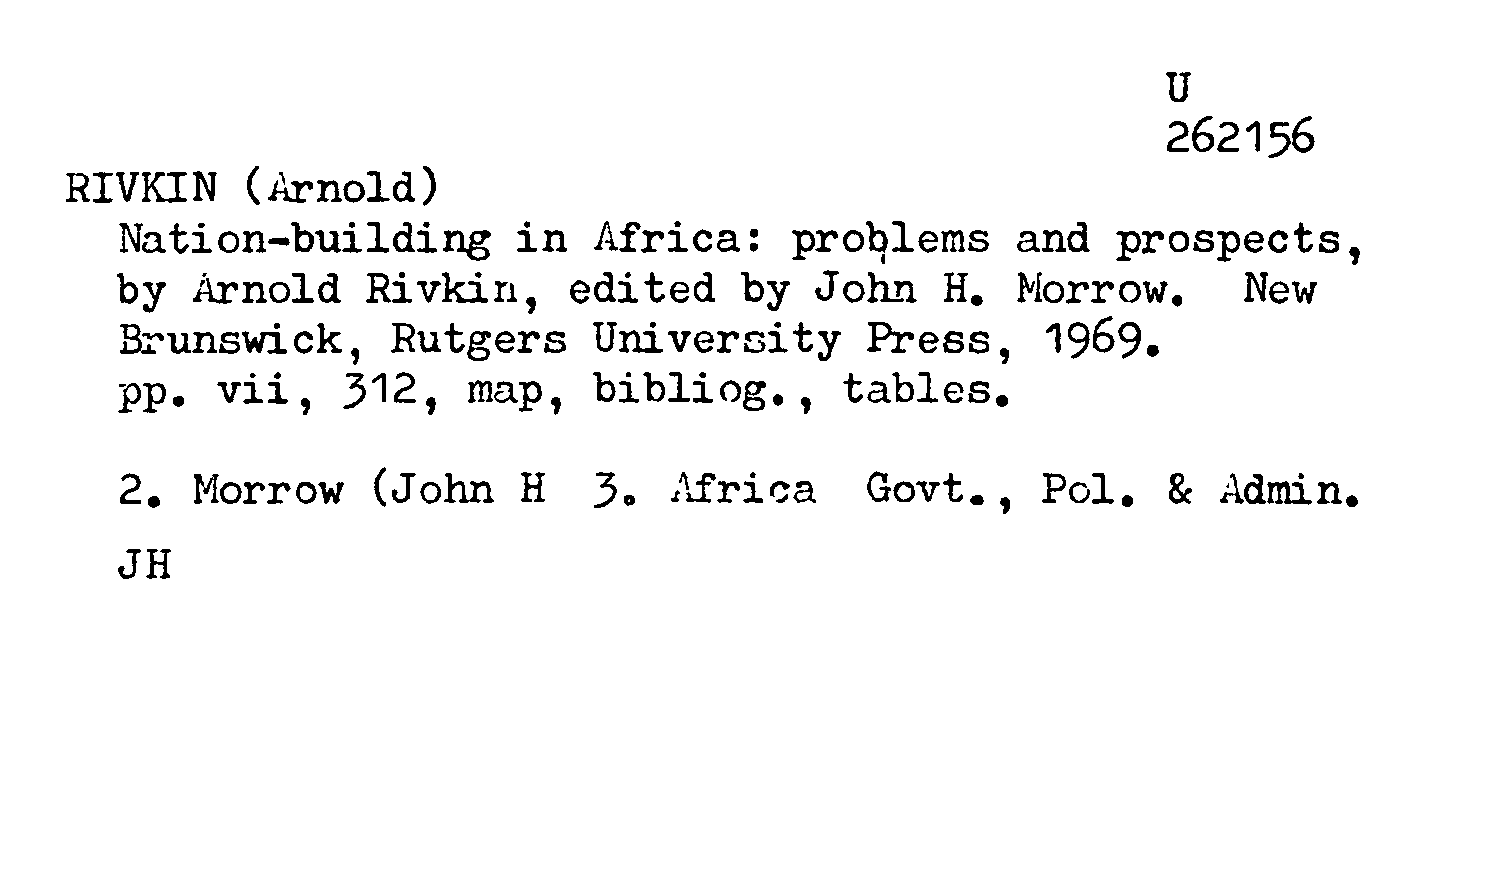 U
262156
RIVKIN (Arnold)
Nation-building in Africa: problems and prospects,
by Arnold Rivkin, edited by John H. Morrow. New
Brunswick, Rutgers University Press, 1969.
pp. vii, 312, map, bibliog., tables.
2. Morrow (John H 3. Africa Govt., Pol. & Admin.
JH